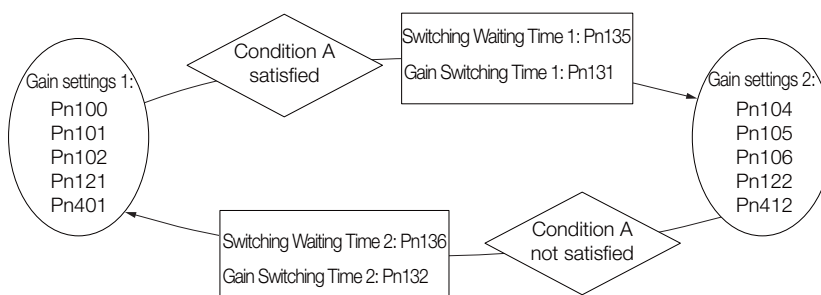 Gain settings 1:
Pn100
Pn101
Pn102
Pn121
Pn401
Condition A
satisfied
Switching Waiting Time 1: Pn135
Gain Switching Time 1: Pn131
Gain settings 2:
Pn104
Pn105
Pn106
Pn122
Pn412
Condition A
not satisfied
Switching Waiting Time 2: Pn136
Gain Switching Time 2: Pn132